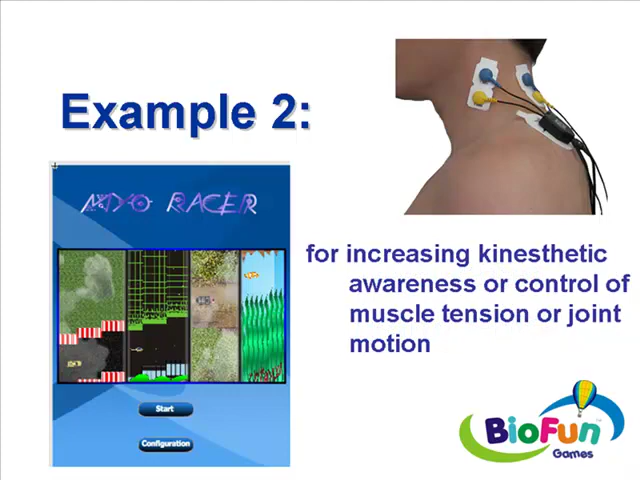 Example 2:
MYO RACER
for increasing kinesthetic
awareness or control of
muscle tension or joint
motion
Start
Configuration
BioFun
Games